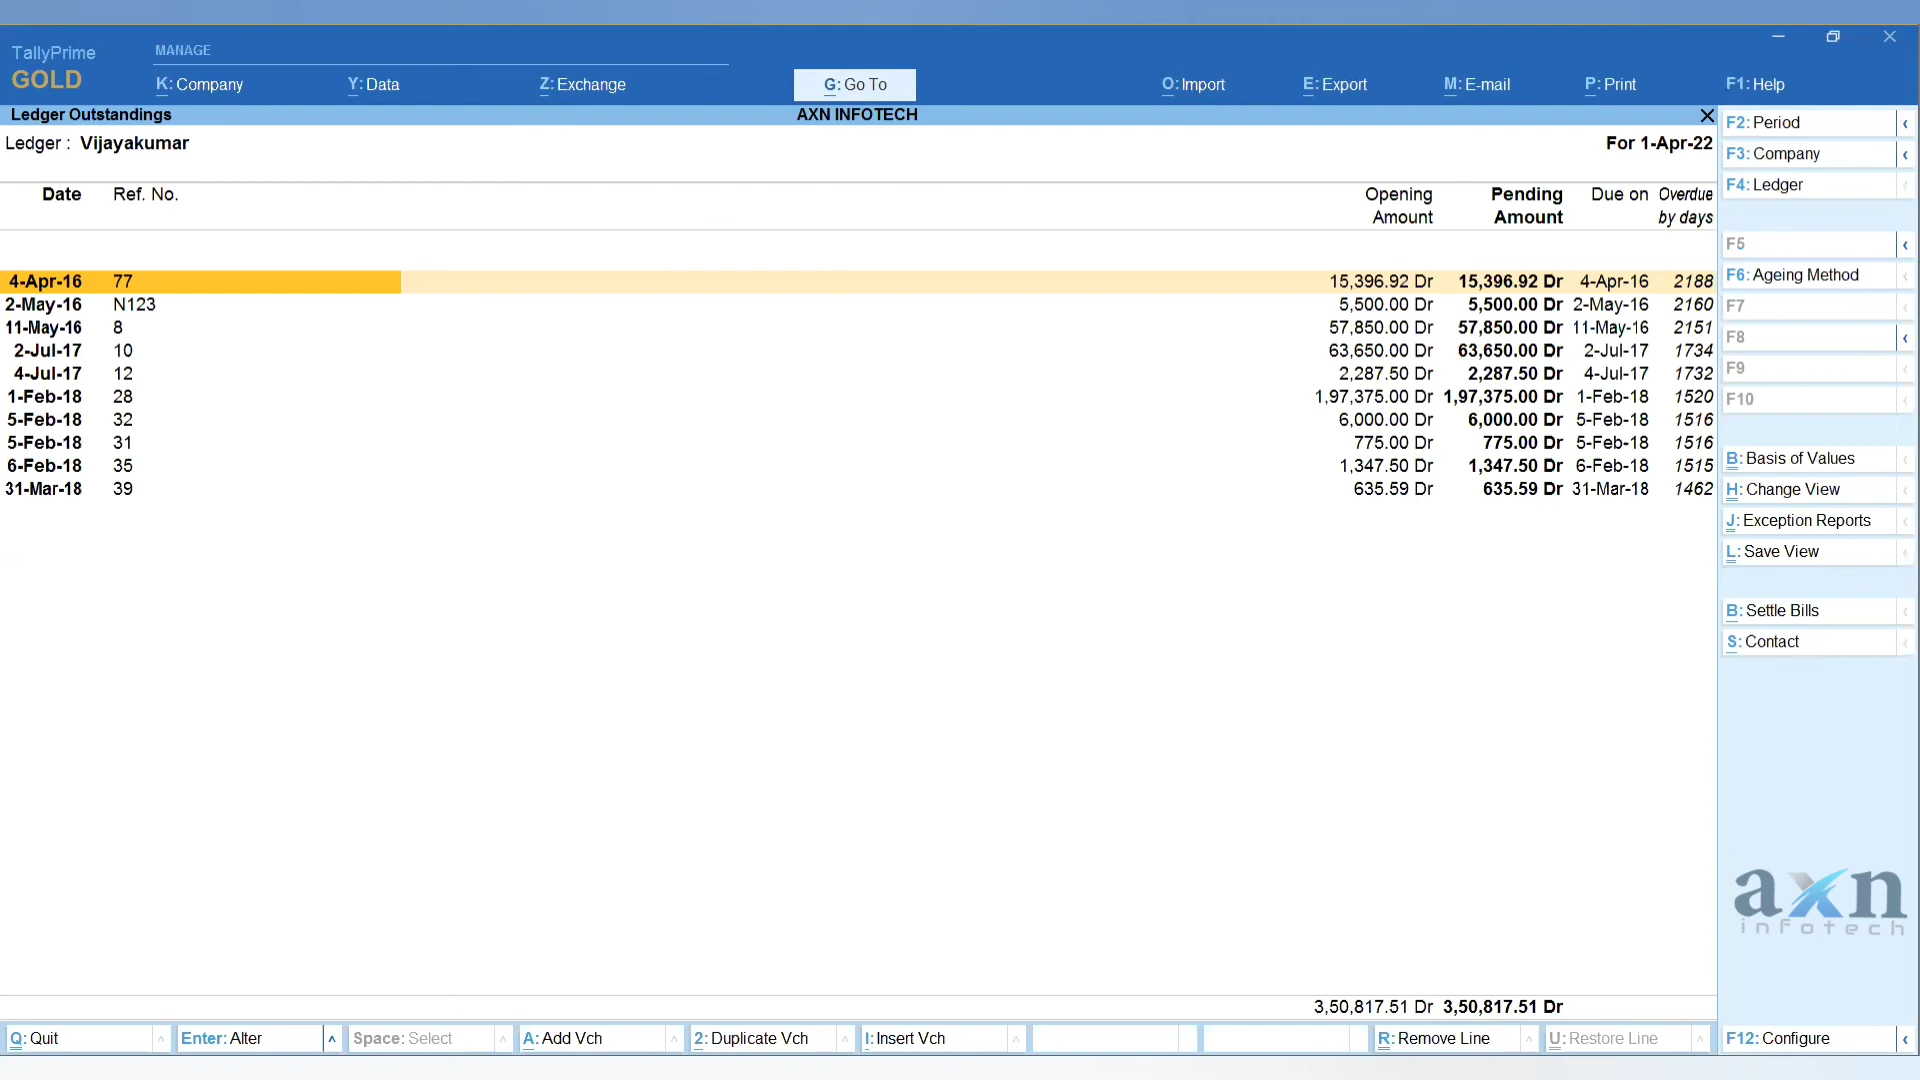 TallyPrime
GOLD
MANAGE
K: Company
Y: Data
Z: Exchange
G: Go To
O: Import
E: Export
M: E-mail
P: Print
F1: Help
Ledger Outstandings
AXN INFOTECH
Ledger : Vijayakumar
For 1-Apr-22
Date Ref. No. Opening Amount Pending Amount Due on Overdue by days
4-Apr-16 77 15,396.92 Dr 15,396.92 Dr 4-Apr-16 2188
2-May-16 N123 5,500.00 Dr 5,500.00 Dr 2-May-16 2160
11-May-16 8 57,850.00 Dr 57,850.00 Dr 11-May-16 2151
2-Jul-17 10 63,650.00 Dr 63,650.00 Dr 2-Jul-17 1734
4-Jul-17 12 2,287.50 Dr 2,287.50 Dr 4-Jul-17 1732
1-Feb-18 28 1,97,375.00 Dr 1,97,375.00 Dr 1-Feb-18 1520
5-Feb-18 32 6,000.00 Dr 6,000.00 Dr 5-Feb-18 1516
5-Feb-18 31 775.00 Dr 775.00 Dr 5-Feb-18 1516
6-Feb-18 35 1,347.50 Dr 1,347.50 Dr 6-Feb-18 1515
31-Mar-18 39 635.59 Dr 635.59 Dr 31-Mar-18 1462
3,50,817.51 Dr 3,50,817.51 Dr
F2: Period
F3: Company
F4: Ledger
F5
F6: Ageing Method
F7
F8
F9
F10
B: Basis of Values
H: Change View
J: Exception Reports
L: Save View
B: Settle Bills
S: Contact
axn
infotech
Q: Quit
Enter: Alter
Space: Select
A: Add Vch
2: Duplicate Vch
I: Insert Vch
R: Remove Line
U: Restore Line
F12: Configure